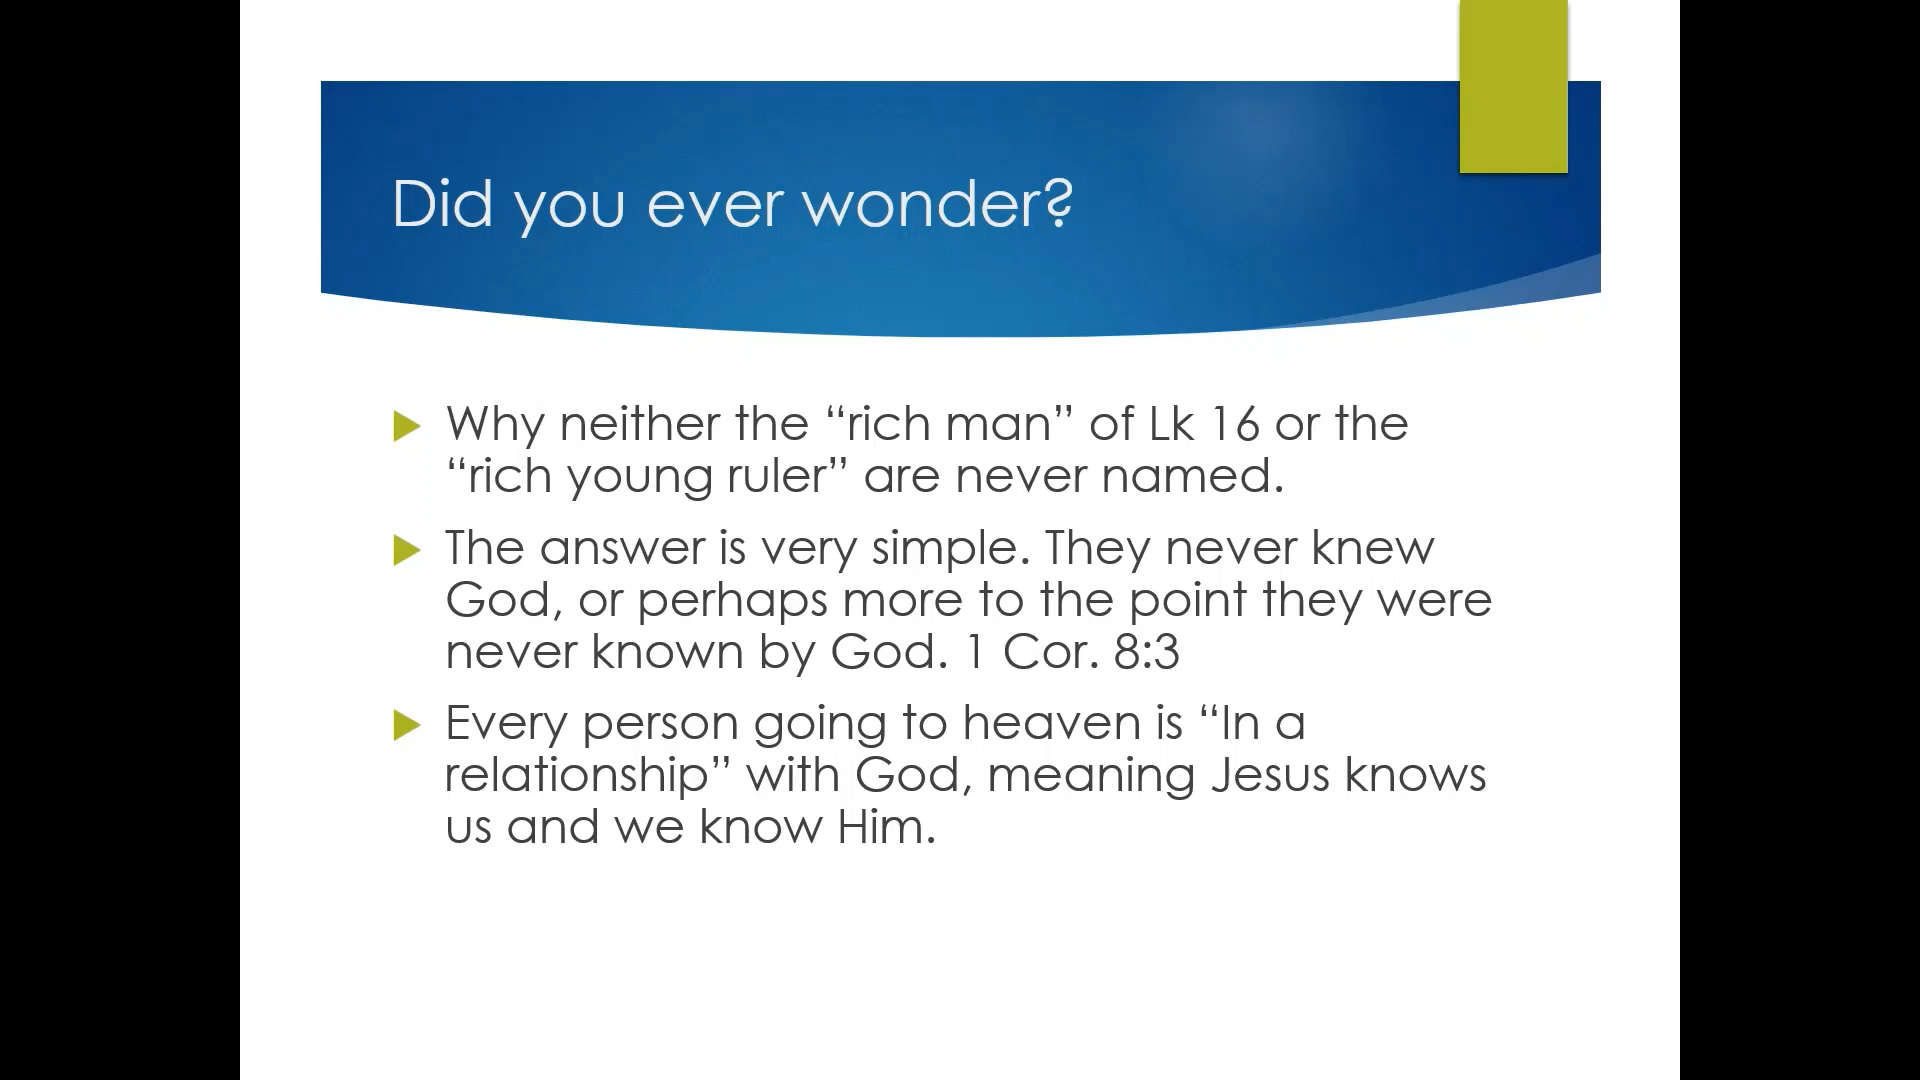 Did you ever wonder?
Why neither the “rich man” of Lk 16 or the
“rich young ruler” are never named.
The answer is very simple. They never knew
God, or perhaps more to the point they were
never known by God. 1 Cor. 8:3
Every person going to heaven is “In a
relationship” with God, meaning Jesus knows
us and we know Him.